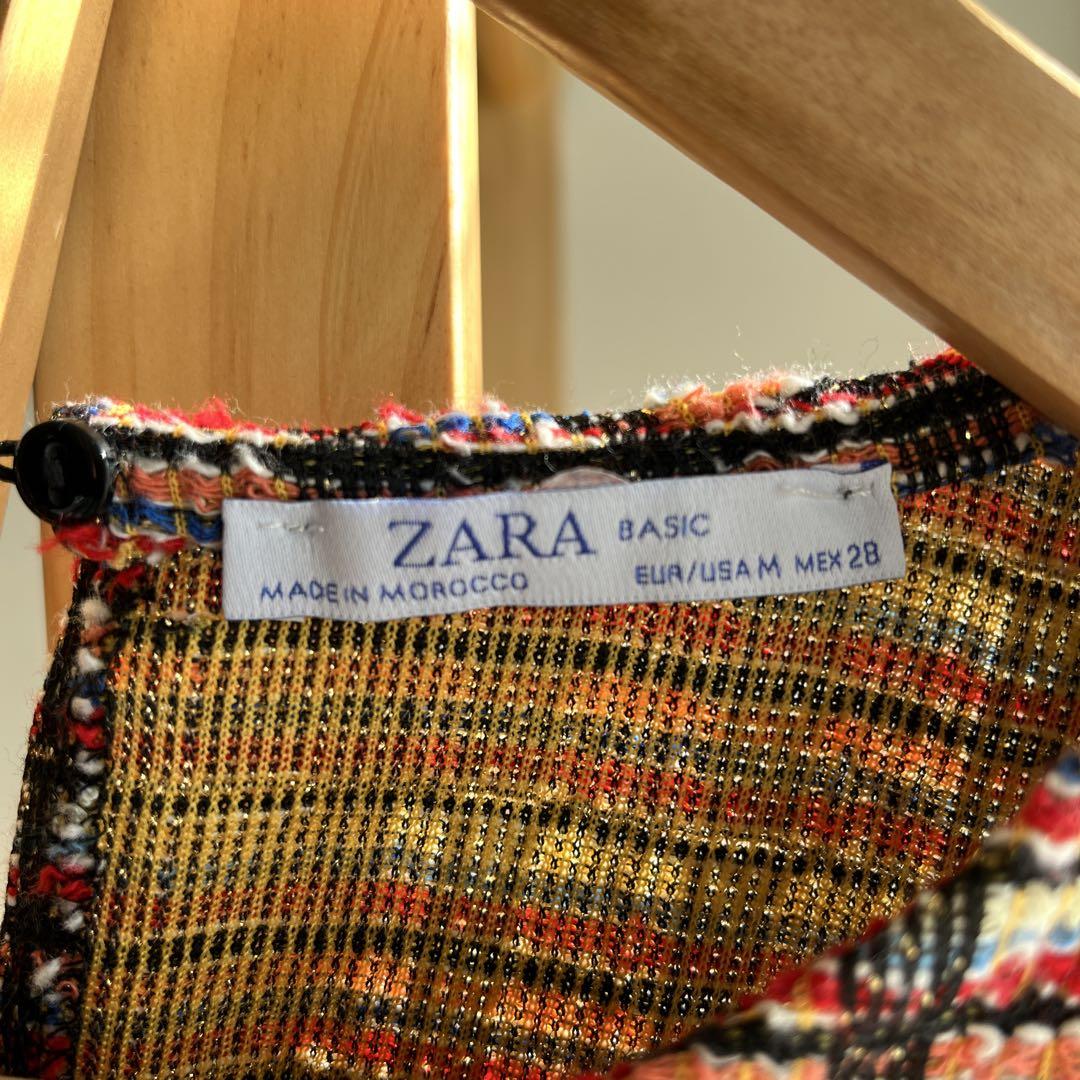 ZARA BASIC
MADE IN MOROCCO EUR/USA M MEX 28